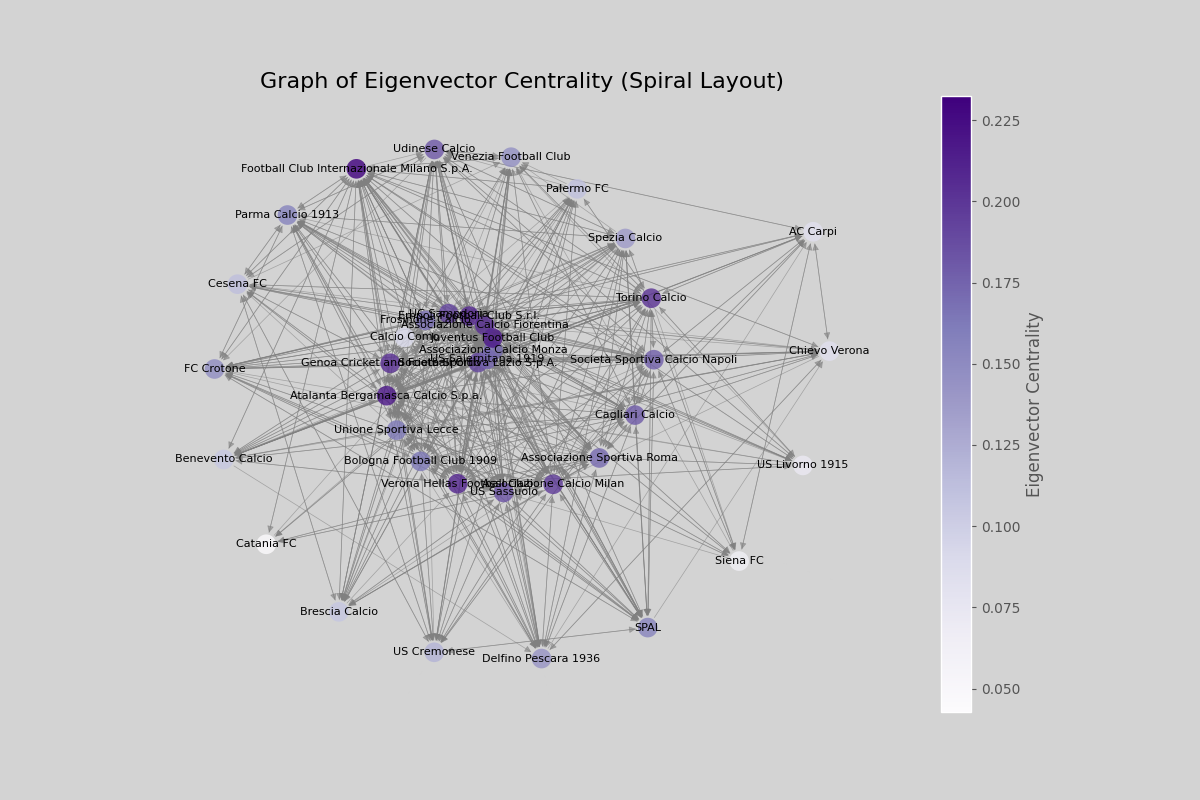 Graph of Eigenvector Centrality (Spiral Layout)
Udinese Calcio
Venezia Football Club
Football Club Internazionale Milano S.p.A.
Palermo FC
Parma Calcio 1913
AC Carpi
Spezia Calcio
Cesena FC
Torino Calcio
UC Sampdoria
Empoli Football Club S.r.l.
Frosinone Calcio
Associazione Calcio Fiorentina
Calcio Como
Juventus Football Club
Associazione Calcio Monza
Chievo Verona
US Salernitana 1919
Genoa Cricket and Football Club
Società Sportiva Lazio S.p.A.
Società Sportiva Calcio Napoli
FC Crotone
Atalanta Bergamasca Calcio S.p.a.
Cagliari Calcio
Unione Sportiva Lecce
Benevento Calcio
Bologna Football Club 1909
Associazione Sportiva Roma
US Livorno 1915
Verona Hellas Football Club
Associazione Calcio Milan
US Sassuolo
Catania FC
Siena FC
Brescia Calcio
SPAL
US Cremonese
Delfino Pescara 1936
0.225
0.200
0.175
0.150
0.125
0.100
0.075
0.050
Eigenvector Centrality